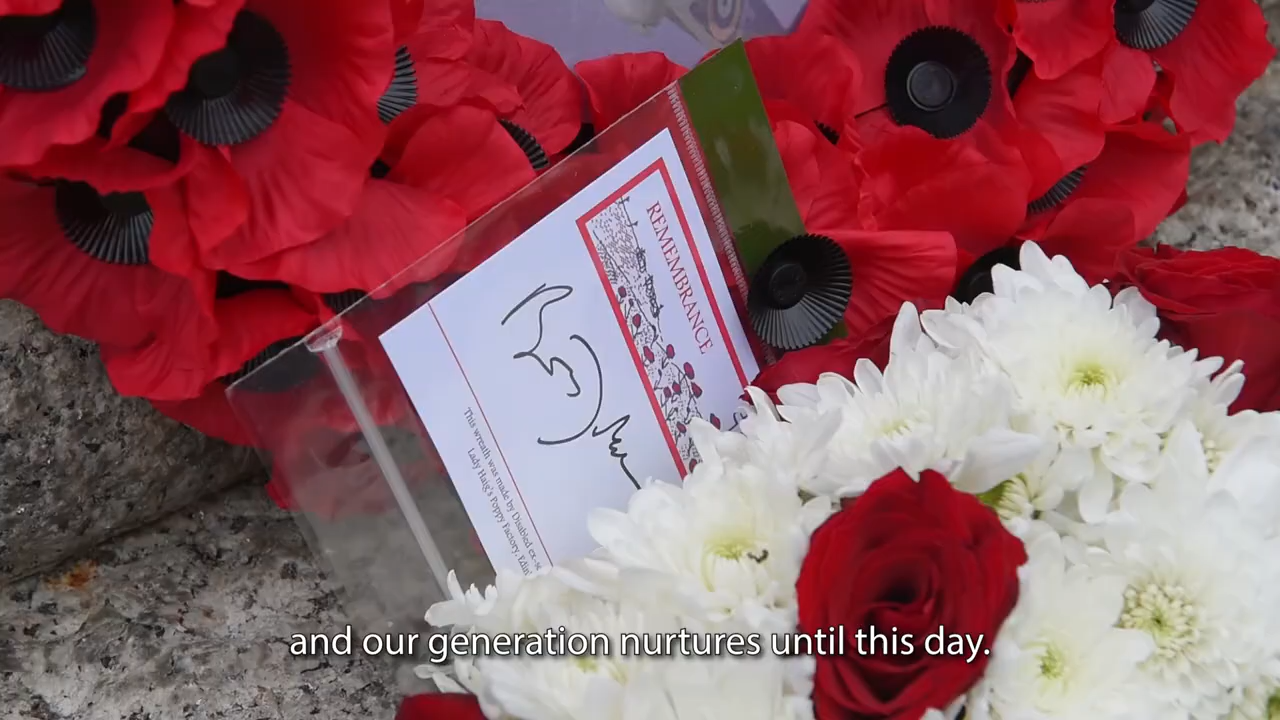 REMEMBRANCE
This wreath was made by Disabled ex-se
Lady Haig's Poppy Factory, Edin
and our generation nurtures until this day.